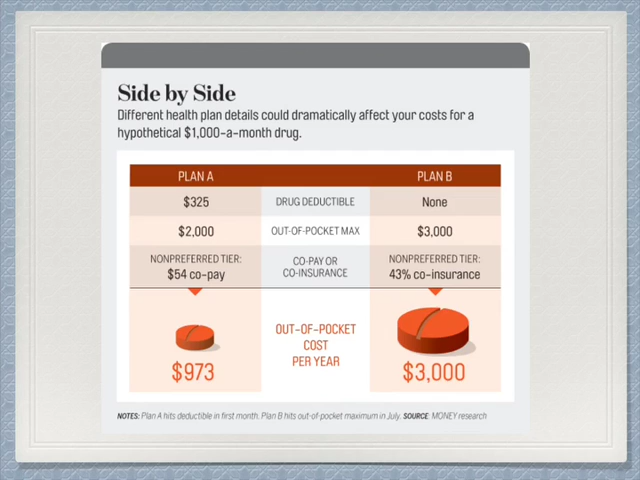 Side by Side
Different health plan details could dramatically affect your costs for a
hypothetical $1,000-a-month drug.
PLAN A PLAN B
$325 DRUG DEDUCTIBLE None
$2,000 OUT-OF-POCKET MAX $3,000
NONPREFERRED TIER: CO-PAY OR NONPREFERRED TIER:
$54 co-pay CO-INSURANCE 43% co-insurance
OUT-OF-POCKET
COST
PER YEAR
$973 $3,000
NOTES: Plan A hits deductible in first month. Plan B hits out-of-pocket maximum in July. SOURCE: MONEY research